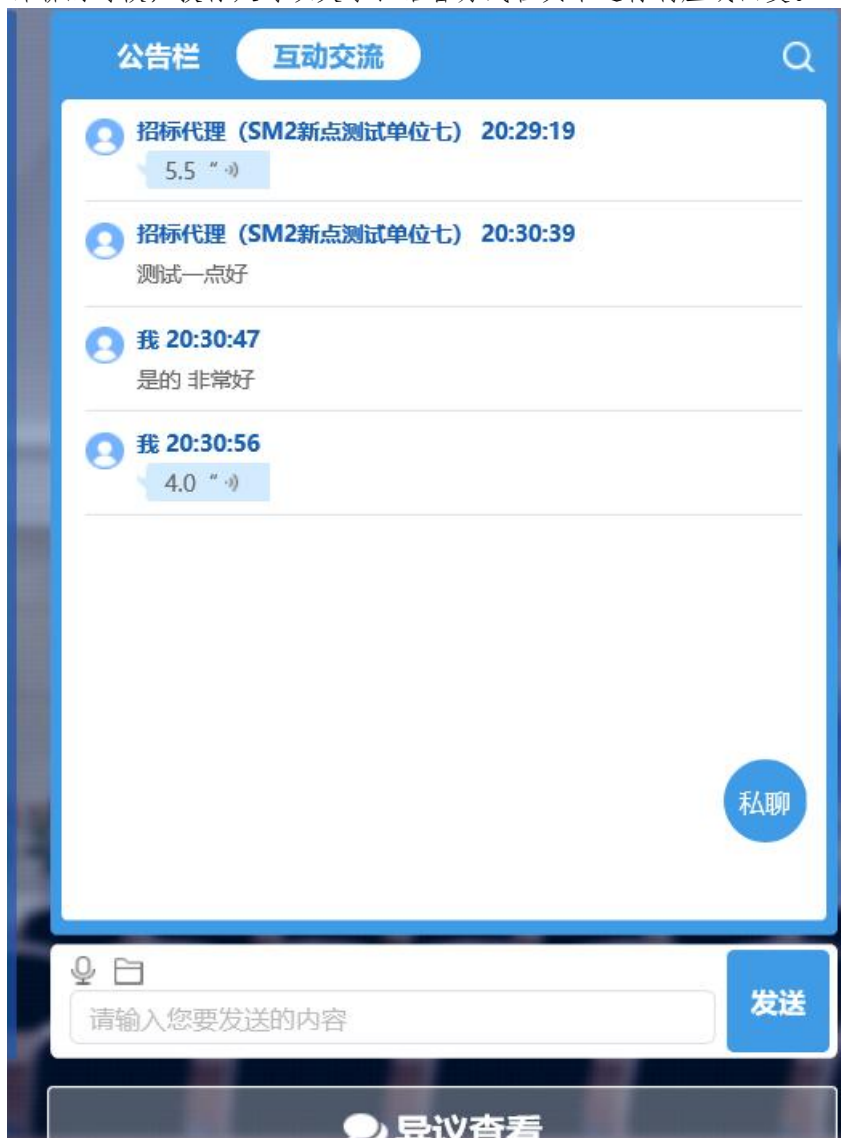 公告栏 互动交流
招标代理（SM2新点测试单位七） 20:29:19
5.5 "
招标代理（SM2新点测试单位七） 20:30:39
测试一点好
我 20:30:47
是的 非常好
我 20:30:56
4.0 "
私聊
请输入您要发送的内容
发送
异议查看